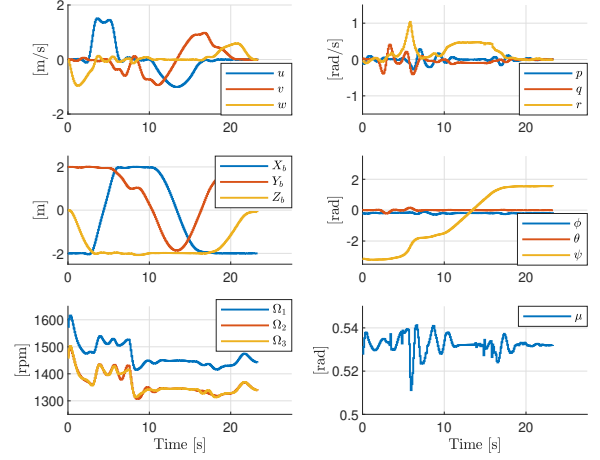 2
0
-2
[m/s]
0
10
20
u
v
w
1
0
-1
[rad/s]
0
10
20
p
q
r
2
0
-2
[m]
0
10
20
X_b
Y_b
Z_b
2
0
-2
[rad]
0
10
20
ϕ
θ
ψ
1600
1500
1400
1300
[rpm]
0
10
20
Time [s]
Ω_1
Ω_2
Ω_3
0.54
0.52
0.5
[rad]
0
10
20
Time [s]
μ